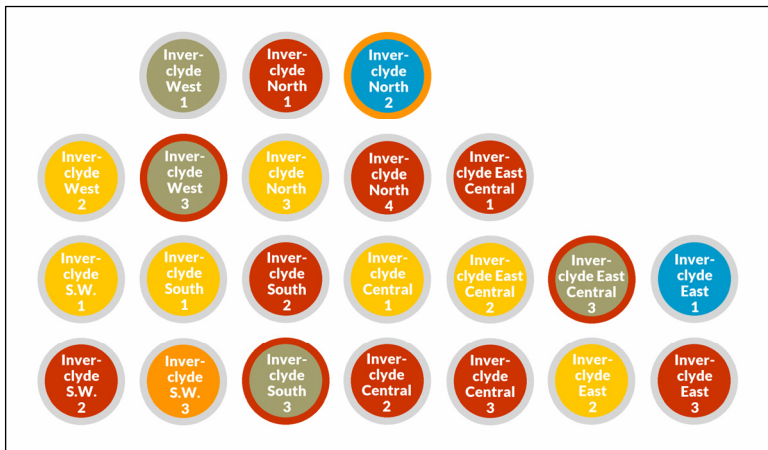 Inver-
clyde
West
1
Inver-
clyde
North
1
Inver-
clyde
North
2
Inver-
clyde
West
2
Inver-
clyde
West
3
Inver-
clyde
North
3
Inver-
clyde
North
4
Inver-
clyde East
Central
1
Inver-
clyde
S.W.
1
Inver-
clyde
South
1
Inver-
clyde
South
2
Inver-
clyde
Central
1
Inver-
clyde East
Central
2
Inver-
clyde East
Central
3
Inver-
clyde
East
1
Inver-
clyde
S.W.
2
Inver-
clyde
S.W.
3
Inver-
clyde
South
3
Inver-
clyde
Central
2
Inver-
clyde
Central
3
Inver-
clyde
East
2
Inver-
clyde
East
3